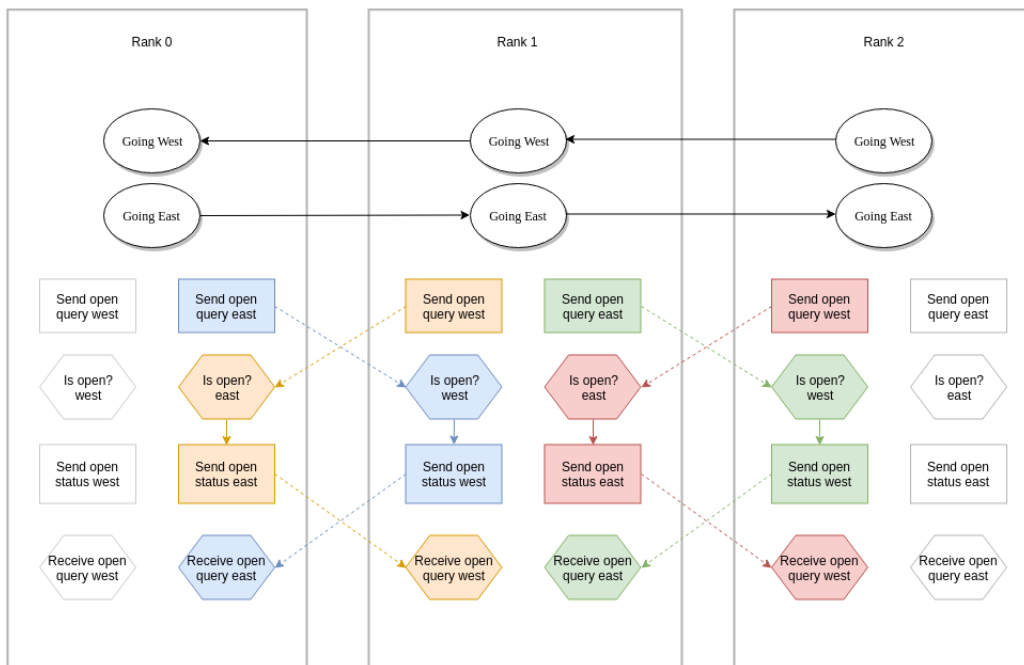 Rank 0
Rank 1
Rank 2
Going West
Going West
Going West
Going East
Going East
Going East
Send open
query west
Send open
query east
Send open
query west
Send open
query east
Send open
query west
Send open
query east
Is open?
west
Is open?
east
Is open?
west
Is open?
east
Is open?
west
Is open?
east
Send open
status west
Send open
status east
Send open
status west
Send open
status east
Send open
status west
Send open
status east
Receive open
query west
Receive open
query east
Receive open
query west
Receive open
query east
Receive open
query west
Receive open
query east